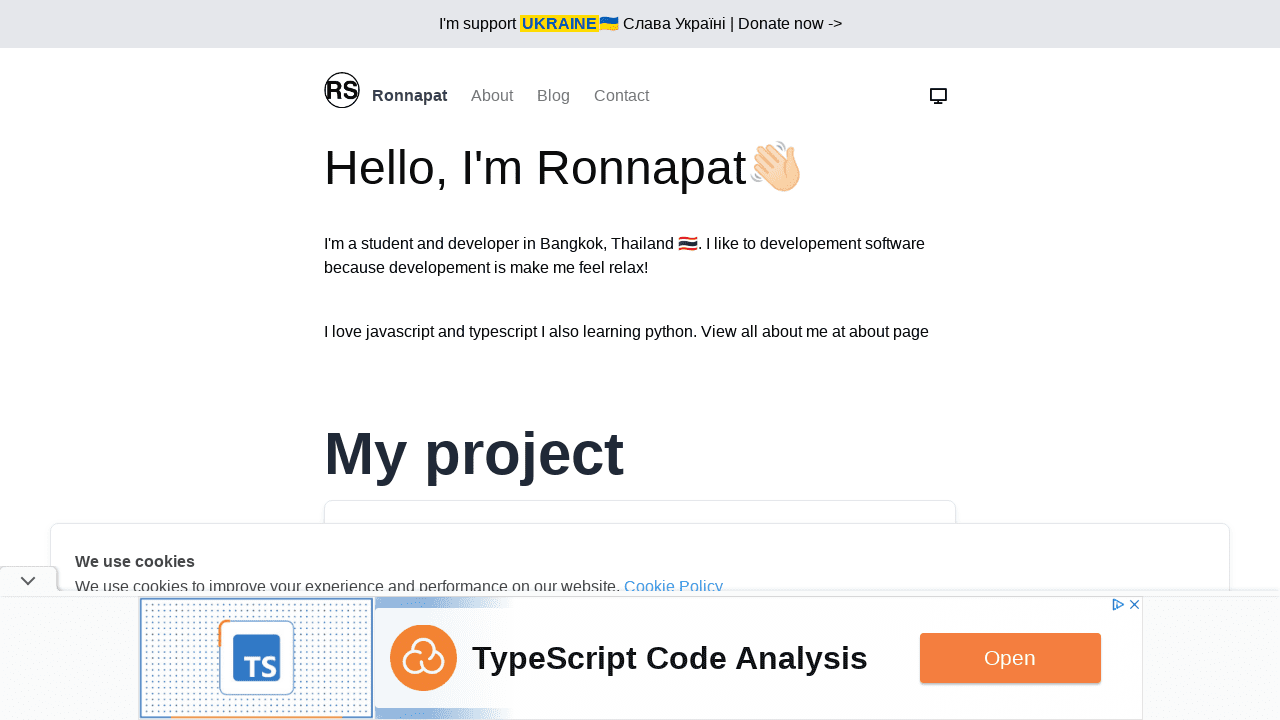 I'm support UKRAINE🇺🇦 Слава Україні | Donate now ->
RS Ronnapat About Blog Contact
Hello, I'm Ronnapat👋🏻
I'm a student and developer in Bangkok, Thailand 🇹🇭. I like to developement software
because developement is make me feel relax!
I love javascript and typescript I also learning python. View all about me at about page
My project
We use cookies
We use cookies to improve your experience and performance on our website. Cookie Policy
TS TypeScript Code Analysis Open